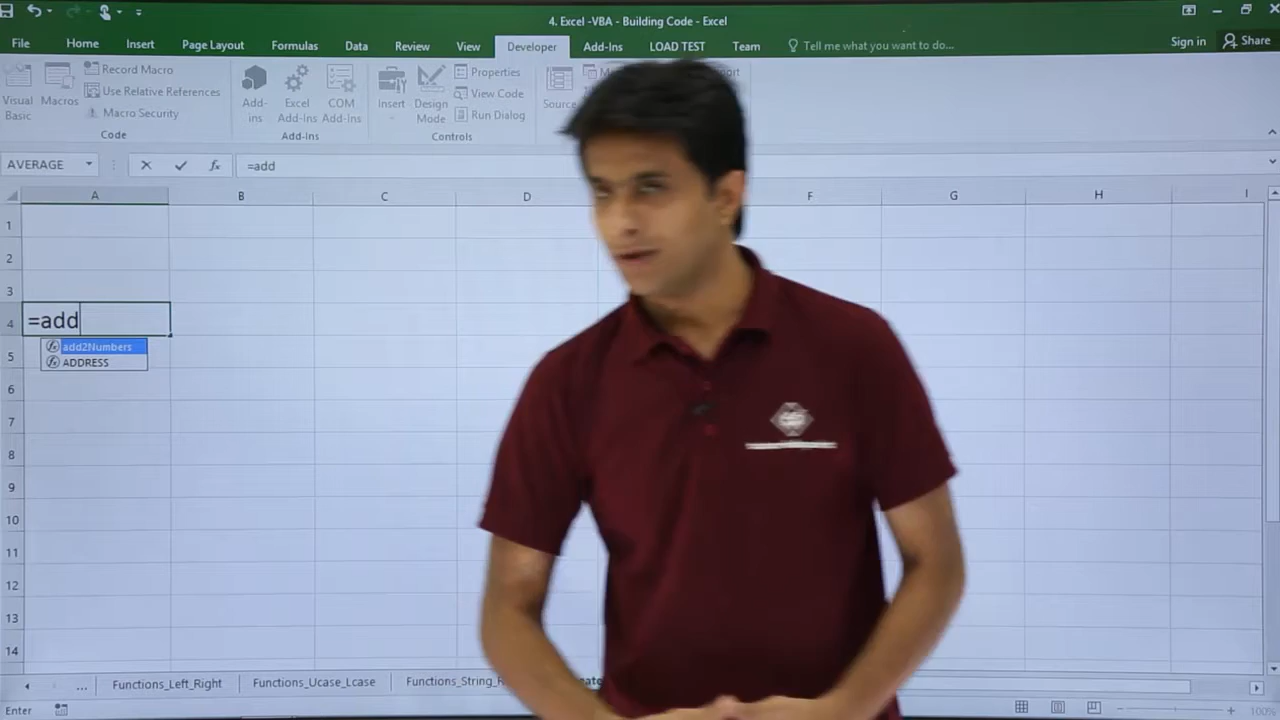 4. Excel -VBA - Building Code - Excel
File Home Insert Page Layout Formulas Data Review View Developer Add-Ins LOAD TEST Team Tell me what you want to do... Sign in Share
Visual Basic
Macros
Record Macro
Use Relative References
Macro Security
Code
Add-ins
Excel Add-Ins
COM Add-Ins
Add-Ins
Insert
Design Mode
Properties
View Code
Run Dialog
Controls
Source
AVERAGE =add
A B C D F G H I
1
2
3
4 =add
add2Numbers
ADDRESS
5
6
7
8
9
10
11
12
13
14
... Functions_Left_Right Functions_Ucase_Lcase
Enter 100%